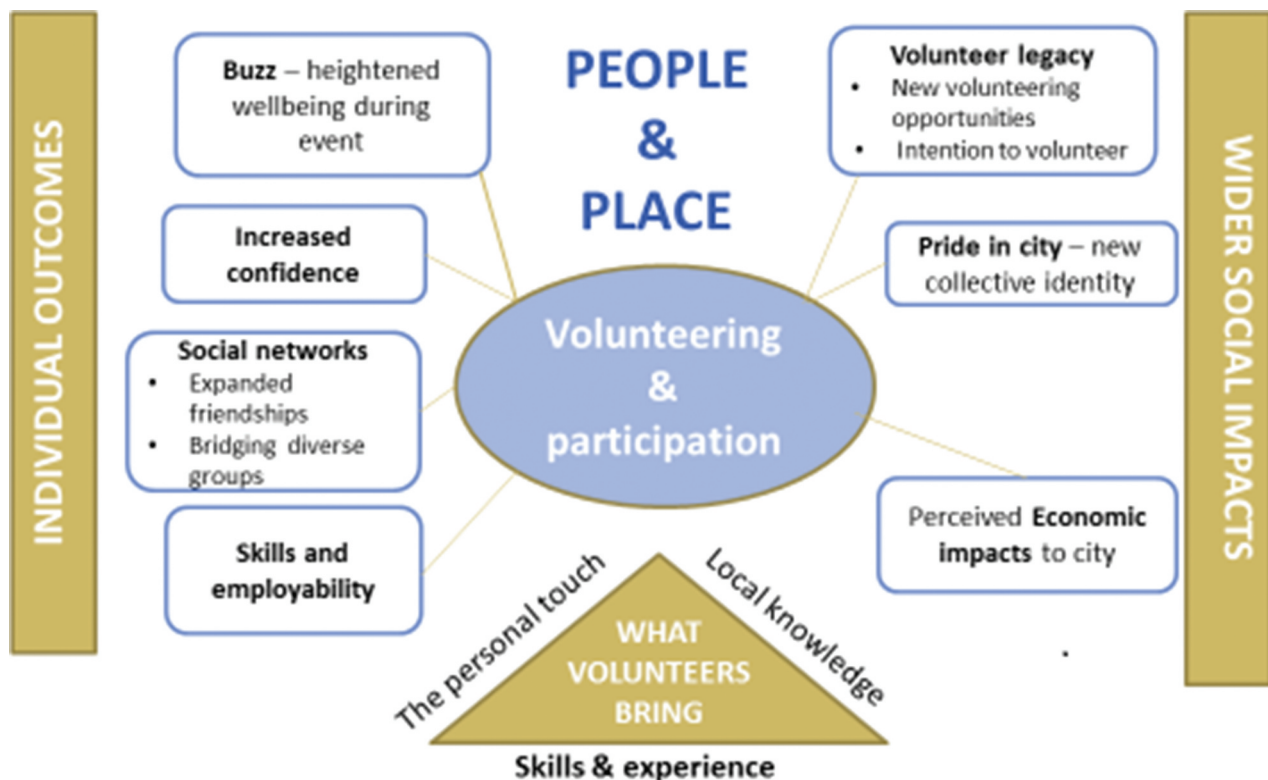 INDIVIDUAL OUTCOMES
Buzz – heightened
wellbeing during
event
Increased
confidence
Social networks
• Expanded
friendships
• Bridging diverse
groups
Skills and
employability
PEOPLE
&
PLACE
Volunteering
&
participation
The personal touch
Local knowledge
WHAT
VOLUNTEERS
BRING
Skills & experience
Volunteer legacy
• New volunteering
opportunities
• Intention to volunteer
Pride in city – new
collective identity
Perceived Economic
impacts to city
WIDER SOCIAL IMPACTS